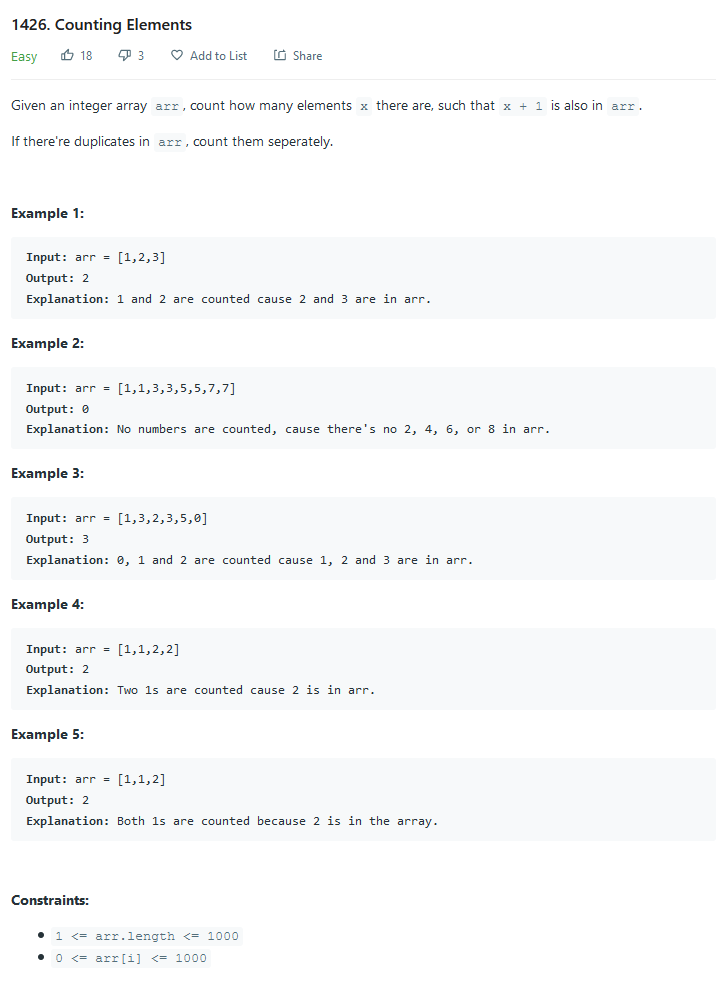 1426. Counting Elements
Easy 18 3 Add to List Share
Given an integer array arr, count how many elements x there are, such that x + 1 is also in arr.
If there're duplicates in arr, count them seperately.
Example 1:
Input: arr = [1,2,3]
Output: 2
Explanation: 1 and 2 are counted cause 2 and 3 are in arr.
Example 2:
Input: arr = [1,1,3,3,5,5,7,7]
Output: 0
Explanation: No numbers are counted, cause there's no 2, 4, 6, or 8 in arr.
Example 3:
Input: arr = [1,3,2,3,5,0]
Output: 3
Explanation: 0, 1 and 2 are counted cause 1, 2 and 3 are in arr.
Example 4:
Input: arr = [1,1,2,2]
Output: 2
Explanation: Two 1s are counted cause 2 is in arr.
Example 5:
Input: arr = [1,1,2]
Output: 2
Explanation: Both 1s are counted because 2 is in the array.
Constraints:
• 1 <= arr.length <= 1000
• 0 <= arr[i] <= 1000